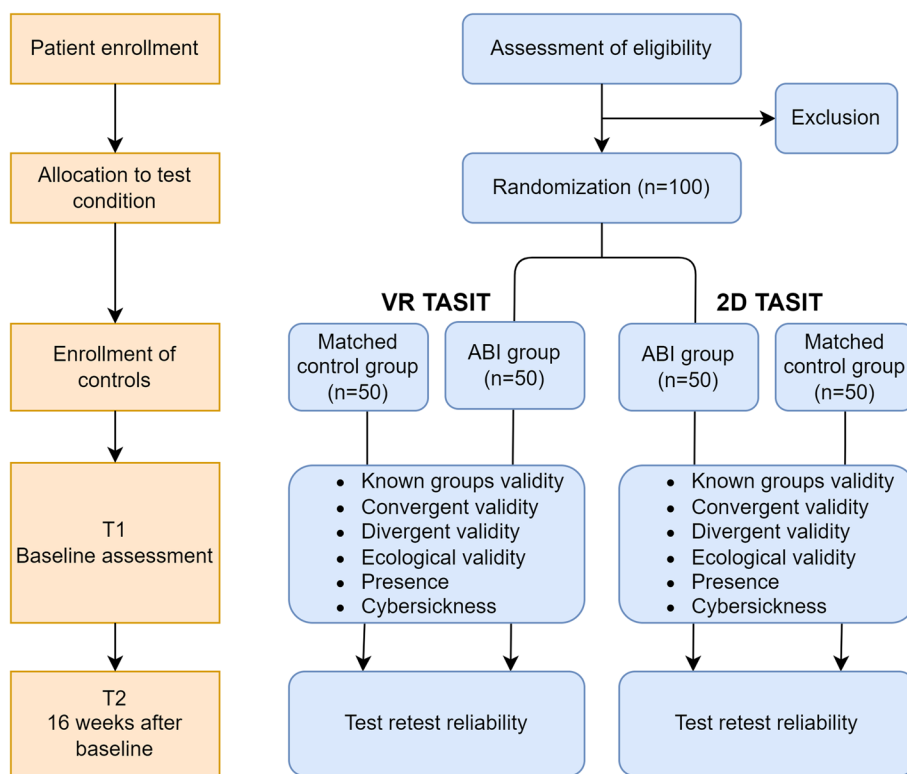 Patient enrollment
Assessment of eligibility
Exclusion
Allocation to test
condition
Randomization (n=100)
VR TASIT
2D TASIT
Enrollment of
controls
Matched
control group
(n=50)
ABI group
(n=50)
ABI group
(n=50)
Matched
control group
(n=50)
T1
Baseline assessment
• Known groups validity
• Convergent validity
• Divergent validity
• Ecological validity
• Presence
• Cybersickness
• Known groups validity
• Convergent validity
• Divergent validity
• Ecological validity
• Presence
• Cybersickness
T2
16 weeks after
baseline
Test retest reliability
Test retest reliability